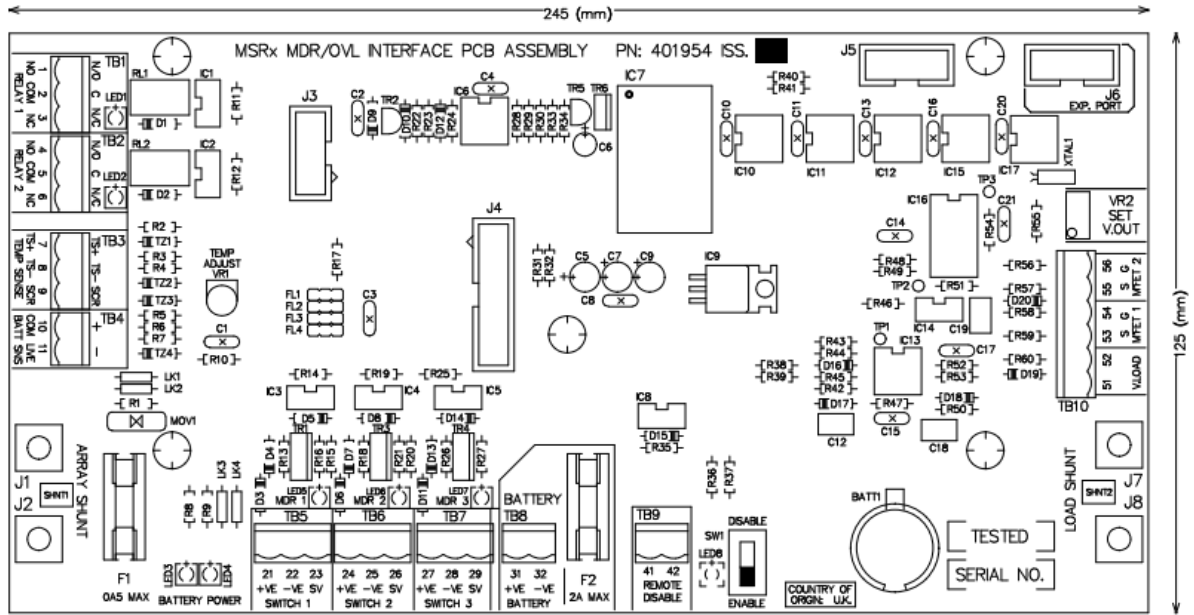 245 (mm)
MSRx MDR/OVL INTERFACE PCB ASSEMBLY PN: 401954 ISS.
125 (mm)
TB1
1 2 3
NO COM NC
RELAY 1
N/O C N/C
LED1
RL1
IC1
R11
D1
TB2
4 5 6
NO COM NC
RELAY 2
N/O C N/C
LED2
RL2
IC2
R12
D2
TB3
7 8 9
TS+ TS- SCR
TEMP SENSE
TS+ TS- SCR
TB4
10 11
COM LIVE
BATT SNS
+ -
R2
TZ1
R3
R4
TZ2
TZ3
R5
R6
R7
TZ4
TEMP
ADJUST
VR1
C1
R10
LK1
LK2
R1
MOV1
J3
C2
D9
TR2
D10
R22
R23
D12
R24
IC6
C4
R28
R29
R30
R33
R34
TR5
TR6
C6
IC7
R40
R41
J5
J6
EXP. PORT
C10
IC10
C11
IC11
C13
IC12
C16
IC15
C20
IC17
XTAL1
TP3
IC16
C21
R54
R55
VR2
SET
V.OUT
C14
R48
R49
TP2
R51
R46
IC14
C19
TP1
IC13
C17
R52
R53
D18
R50
R47
C15
C18
R43
R44
D16
R45
R42
D17
C12
R38
R39
R56
R57
D20
R58
R59
R60
D19
TB10
56 55
S G
MFET 2
54 53
S G
MFET 1
52 51
V.LOAD
J4
R17
FL1
FL2
FL3
FL4
C3
R31
R32
C5
C7
C9
C8
IC9
R14
IC3
D5
R19
IC4
D8
R25
IC5
D14
IC8
D15
R35
D4
R13
TR1
R16
R15
D3
LED5
MDR 1
D7
R18
TR3
R21
R20
D6
LED6
MDR 2
D13
R26
TR4
R27
D11
LED7
MDR 3
J1
J2
ARRAY SHUNT
SHNT1
F1
0A5 MAX
R8
R9
LK3
LK4
LED3
LED4
BATTERY POWER
TB5
21 22 23
+VE -VE SV
SWITCH 1
TB6
24 25 26
+VE -VE SV
SWITCH 2
TB7
27 28 29
+VE -VE SV
SWITCH 3
BATTERY
TB8
31 32
+VE -VE
BATTERY
F2
2A MAX
TB9
41 42
REMOTE
DISABLE
R36
R37
SW1
LED8
DISABLE
ENABLE
BATT1
COUNTRY OF
ORIGIN: U.K.
TESTED
SERIAL NO.
LOAD SHUNT
SHNT2
J7
J8